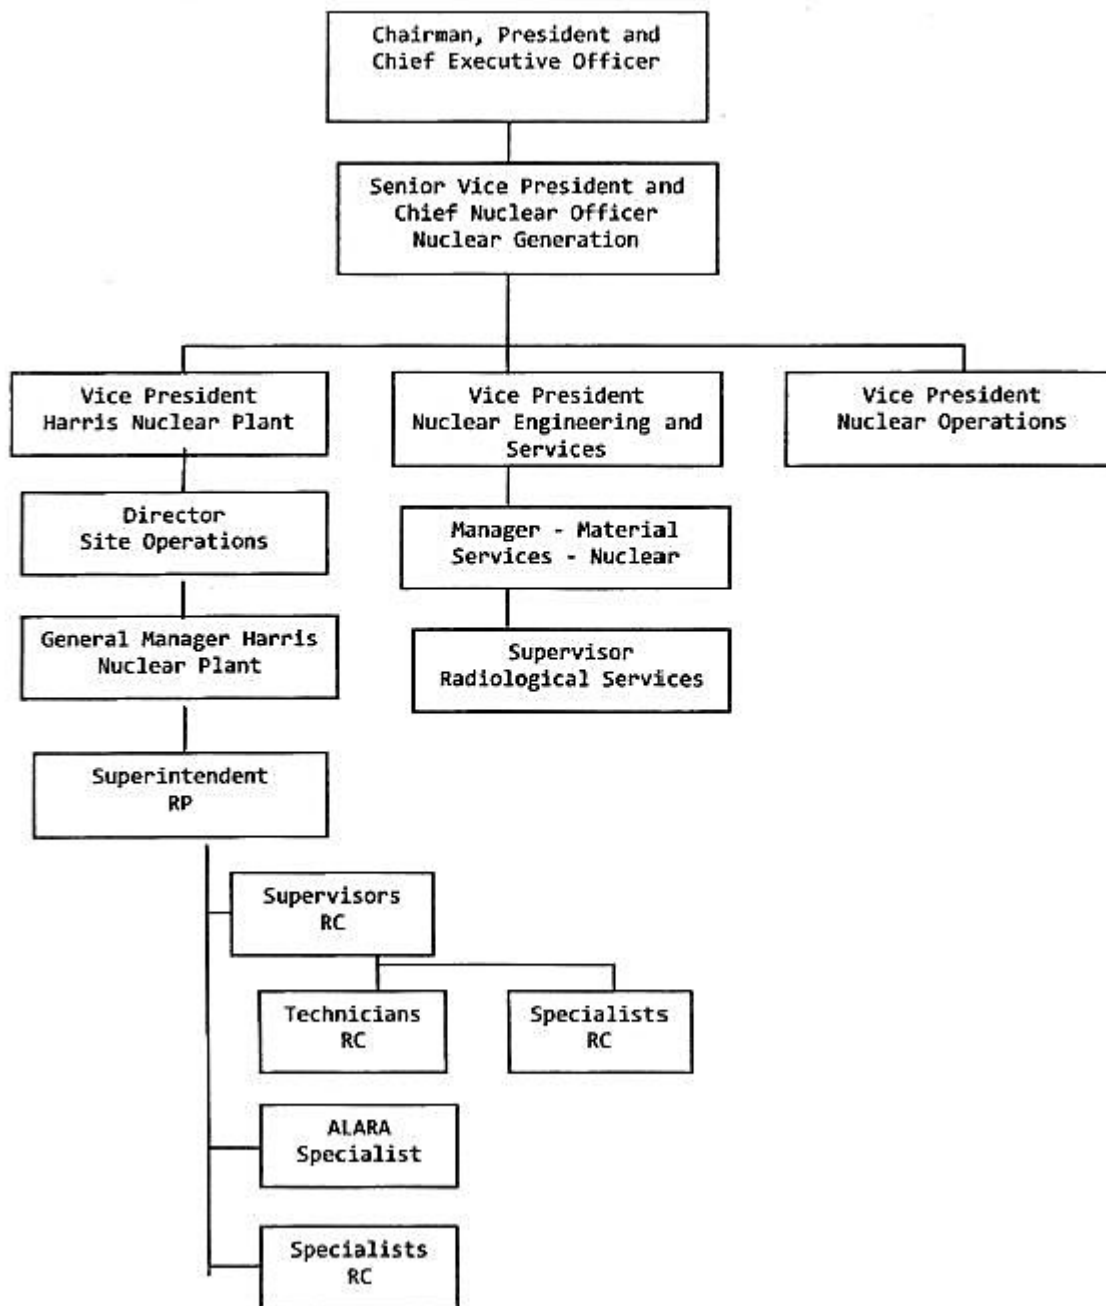 Chairman, President and
Chief Executive Officer
Senior Vice President and
Chief Nuclear Officer
Nuclear Generation
Vice President
Harris Nuclear Plant
Vice President
Nuclear Engineering and
Services
Vice President
Nuclear Operations
Director
Site Operations
Manager - Material
Services - Nuclear
General Manager Harris
Nuclear Plant
Supervisor
Radiological Services
Superintendent
RP
Supervisors
RC
Technicians
RC
Specialists
RC
ALARA
Specialist
Specialists
RC